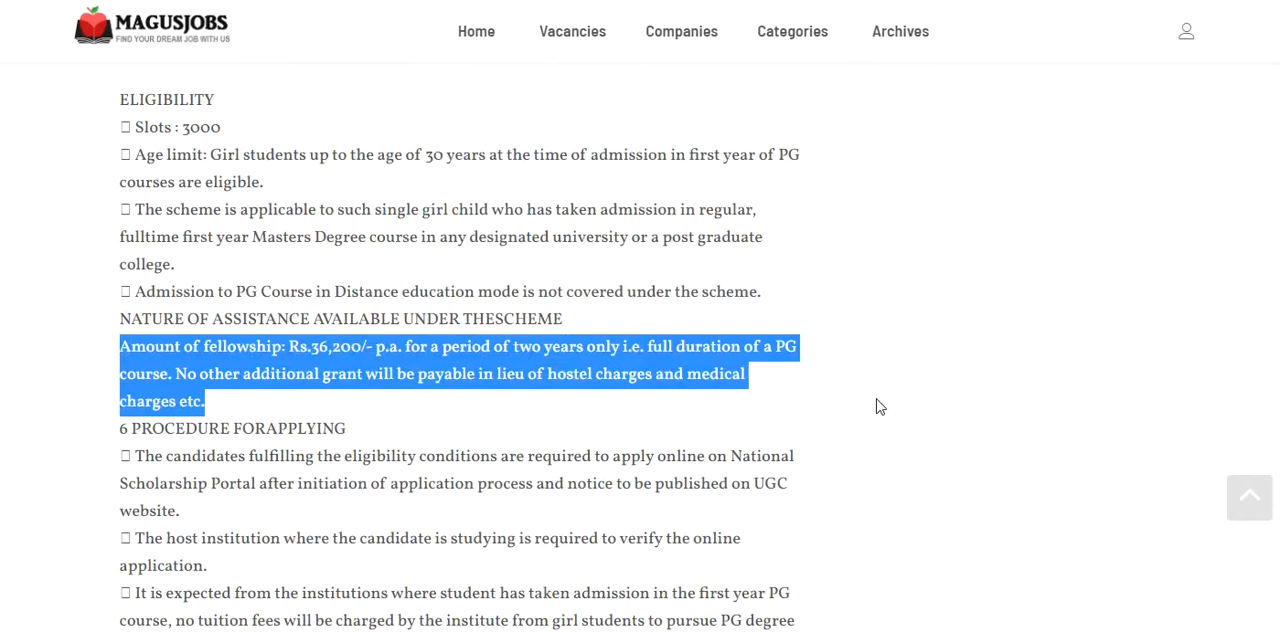 MAGUSJOBS
FIND YOUR DREAM JOB WITH US
Home Vacancies Companies Categories Archives
ELIGIBILITY
Slots : 3000
Age limit: Girl students up to the age of 30 years at the time of admission in first year of PG
courses are eligible.
The scheme is applicable to such single girl child who has taken admission in regular,
fulltime first year Masters Degree course in any designated university or a post graduate
college.
Admission to PG Course in Distance education mode is not covered under the scheme.
NATURE OF ASSISTANCE AVAILABLE UNDER THESCHEME
Amount of fellowship: Rs.36,200/- p.a. for a period of two years only i.e. full duration of a PG
course. No other additional grant will be payable in lieu of hostel charges and medical
charges etc.
6 PROCEDURE FORAPPLYING
The candidates fulfilling the eligibility conditions are required to apply online on National
Scholarship Portal after initiation of application process and notice to be published on UGC
website.
The host institution where the candidate is studying is required to verify the online
application.
It is expected from the institutions where student has taken admission in the first year PG
course, no tuition fees will be charged by the institute from girl students to pursue PG degree